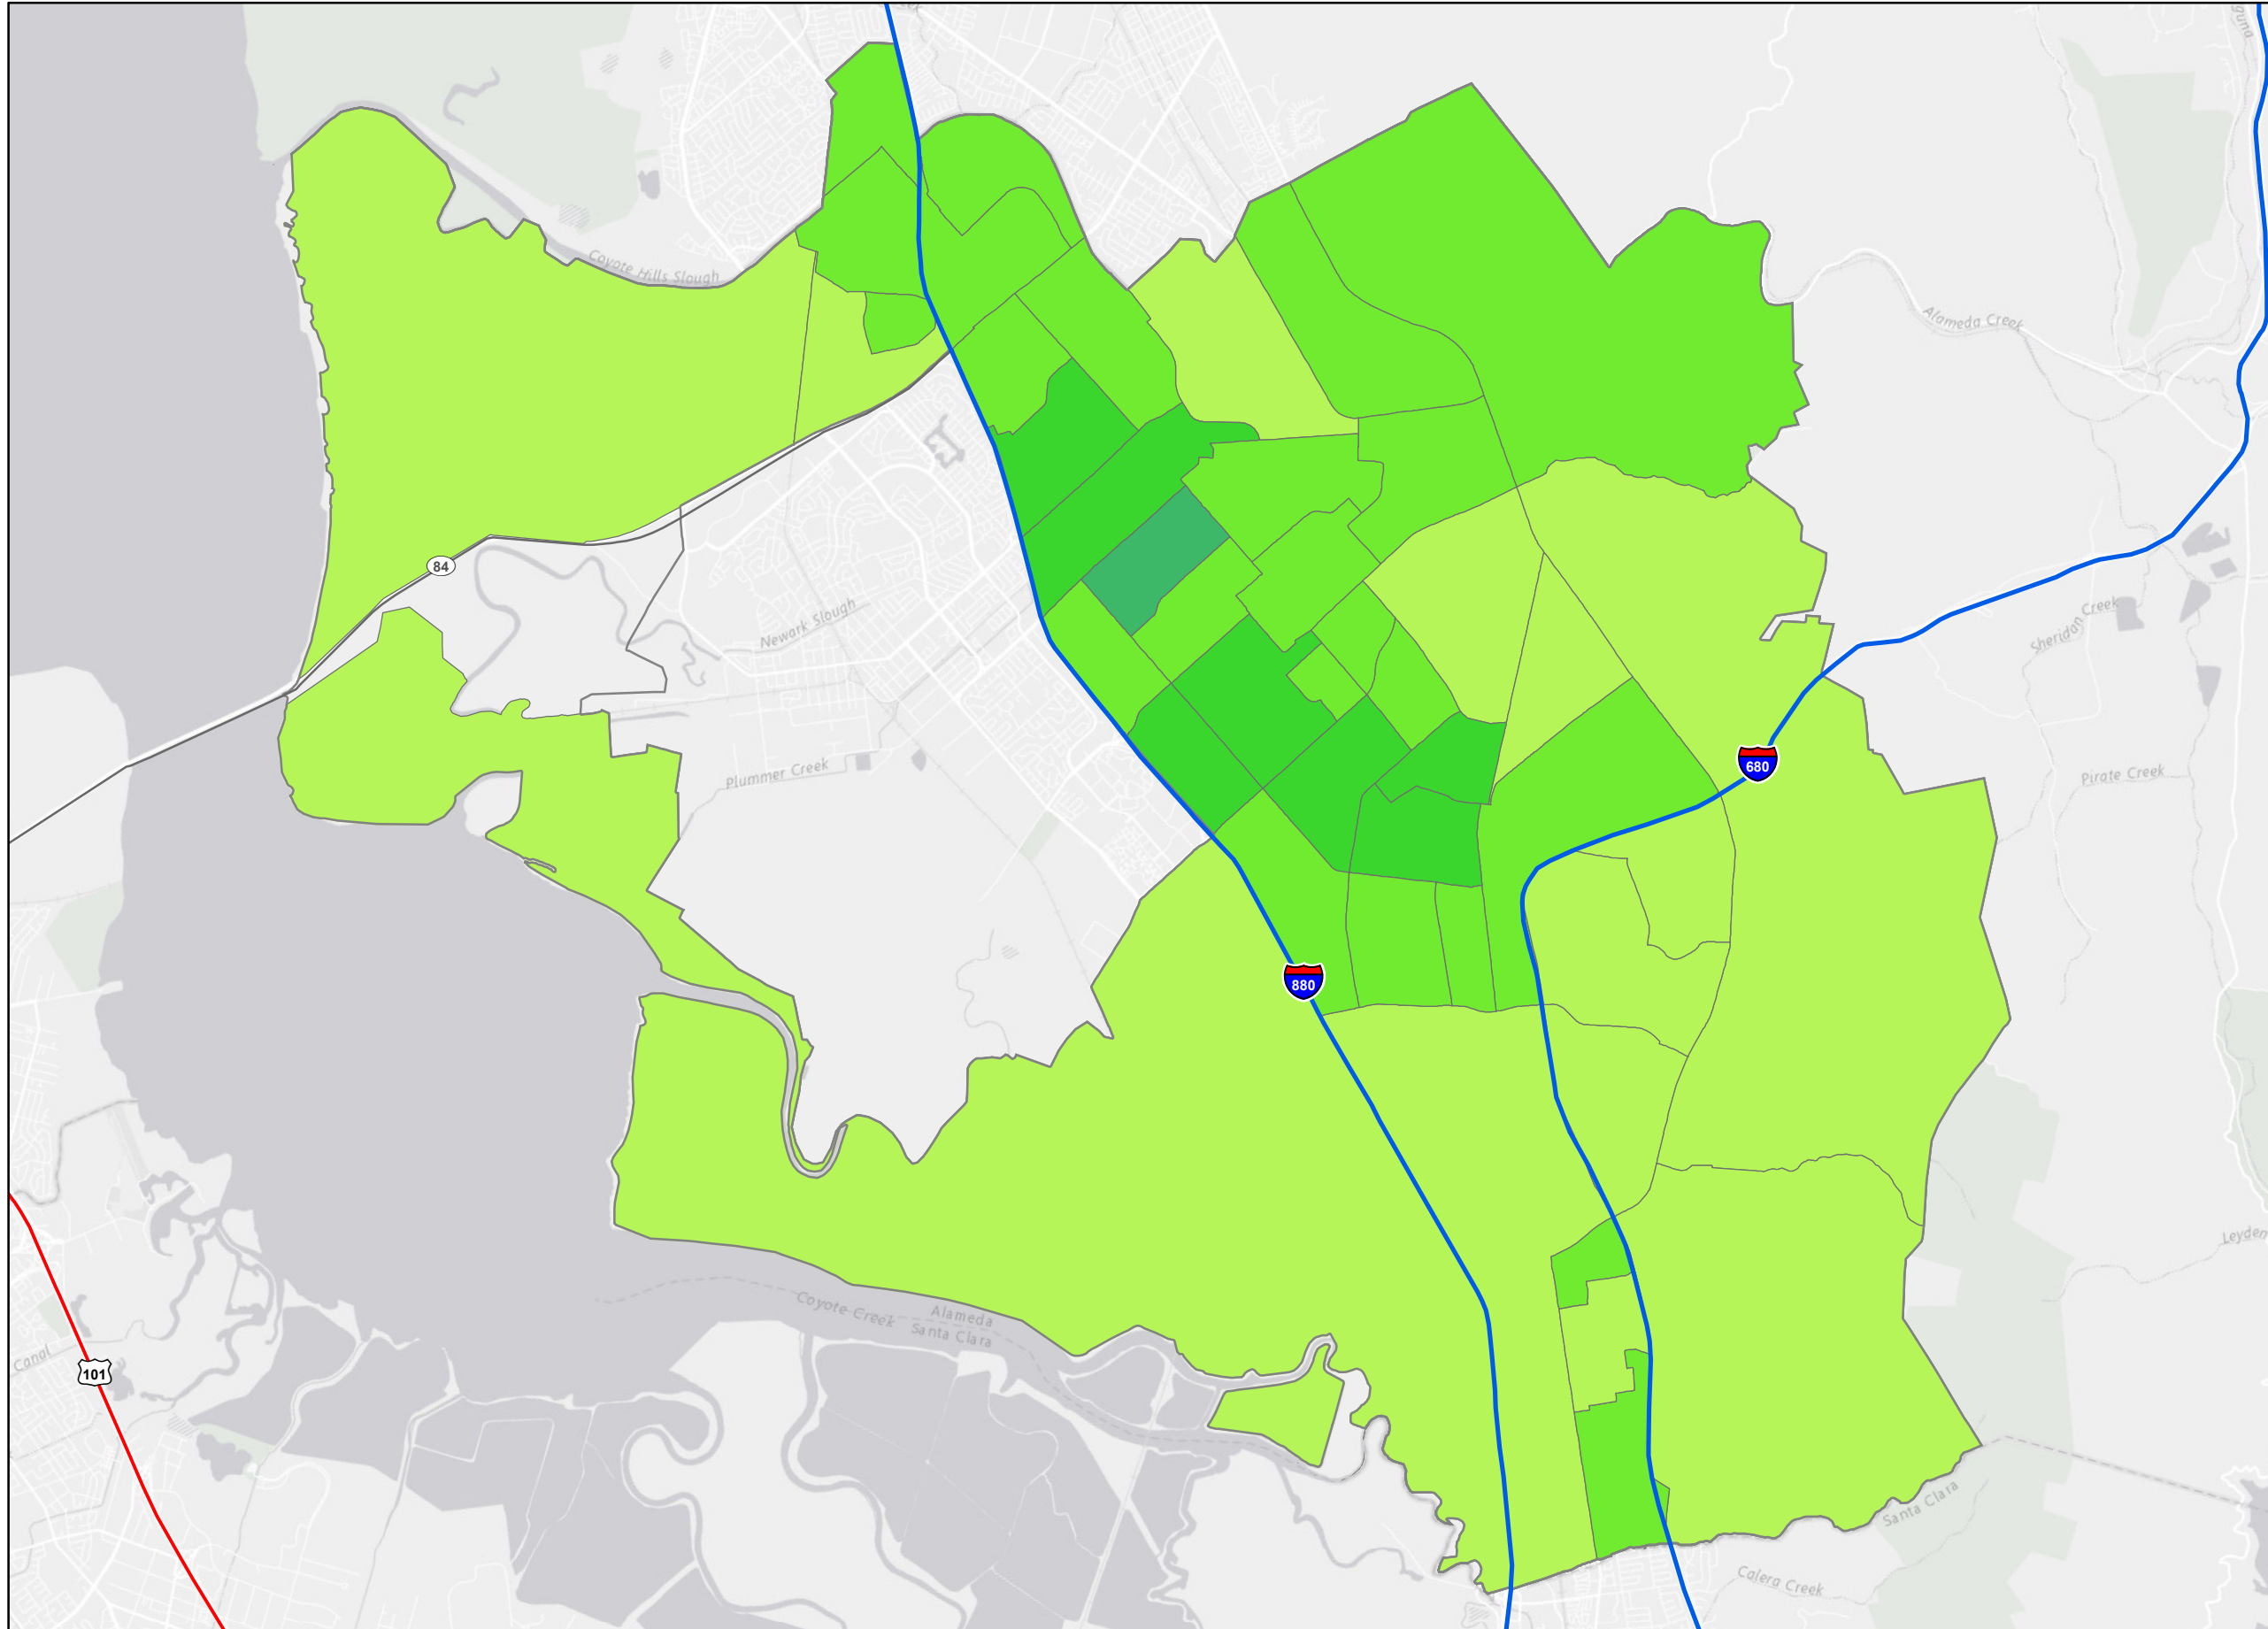 Laguna
Coyote Hills Slough
Alameda Creek
84
Newark Slough
Sheridan Creek
Plummer Creek
680
Pirate Creek
880
Leyden
Coyote Creek
Alameda
Santa Clara
Canal
101
Santa Clara
Calera Creek